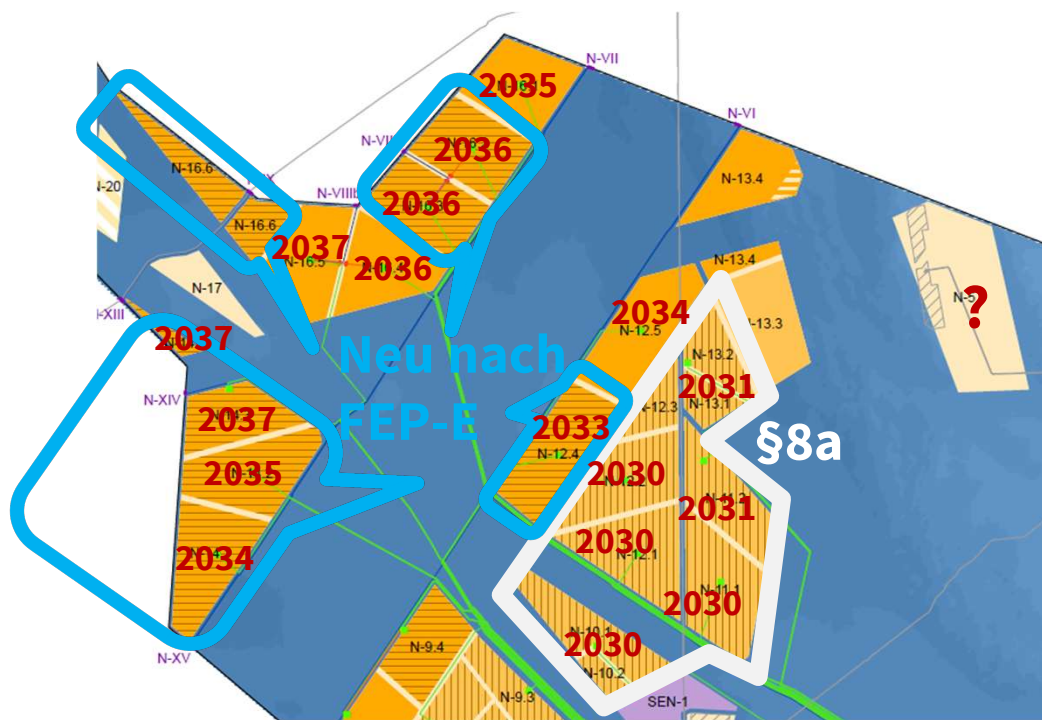 N-VII
2035
N-VI
2036
N-13.4
N-16.6
N-20
N-VIII
2036
N-16.6
2037
2036
N-13.4
N-17
N-5
?
N-XIII
2034
N-12.5
N-13.3
2037
Neu nach
FEP-E
N-13.2
2031
N-13.1
N-XIV
2037
N-12.3
2033
N-12.4
§8a
2035
2030
2031
2030
N-12.1
2034
N-11.1
2030
N-10.1
2030
N-XV
N-9.4
N-10.2
N-9.3
SEN-1